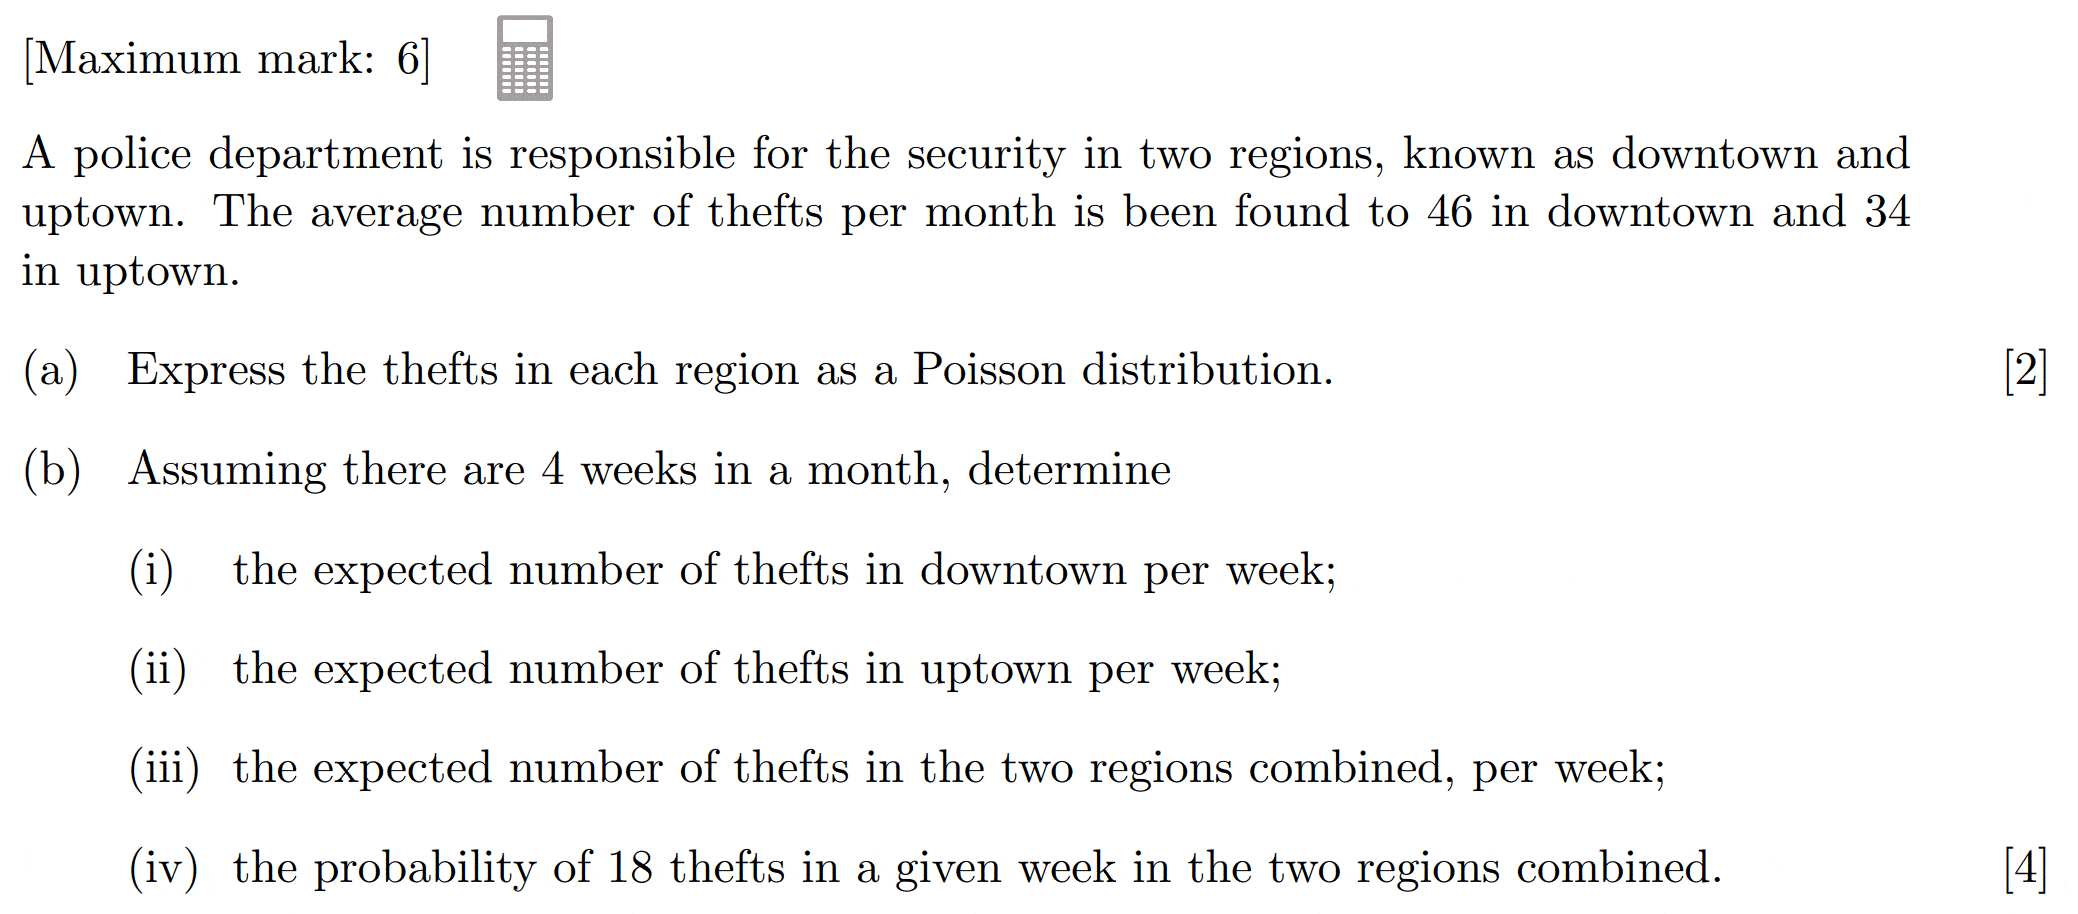 [Maximum mark: 6]
A police department is responsible for the security in two regions, known as downtown and
uptown. The average number of thefts per month is been found to 46 in downtown and 34
in uptown.
(a) Express the thefts in each region as a Poisson distribution. [2]
(b) Assuming there are 4 weeks in a month, determine
(i) the expected number of thefts in downtown per week;
(ii) the expected number of thefts in uptown per week;
(iii) the expected number of thefts in the two regions combined, per week;
(iv) the probability of 18 thefts in a given week in the two regions combined. [4]